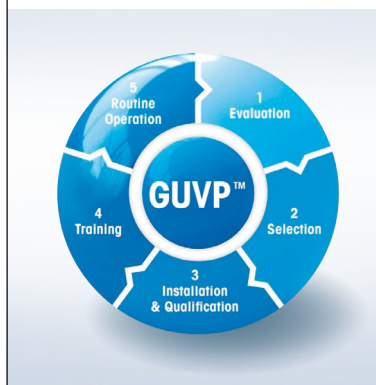 5
Routine
Operation
1
Evaluation
GUVP™
4
Training
2
Selection
3
Installation
& Qualification